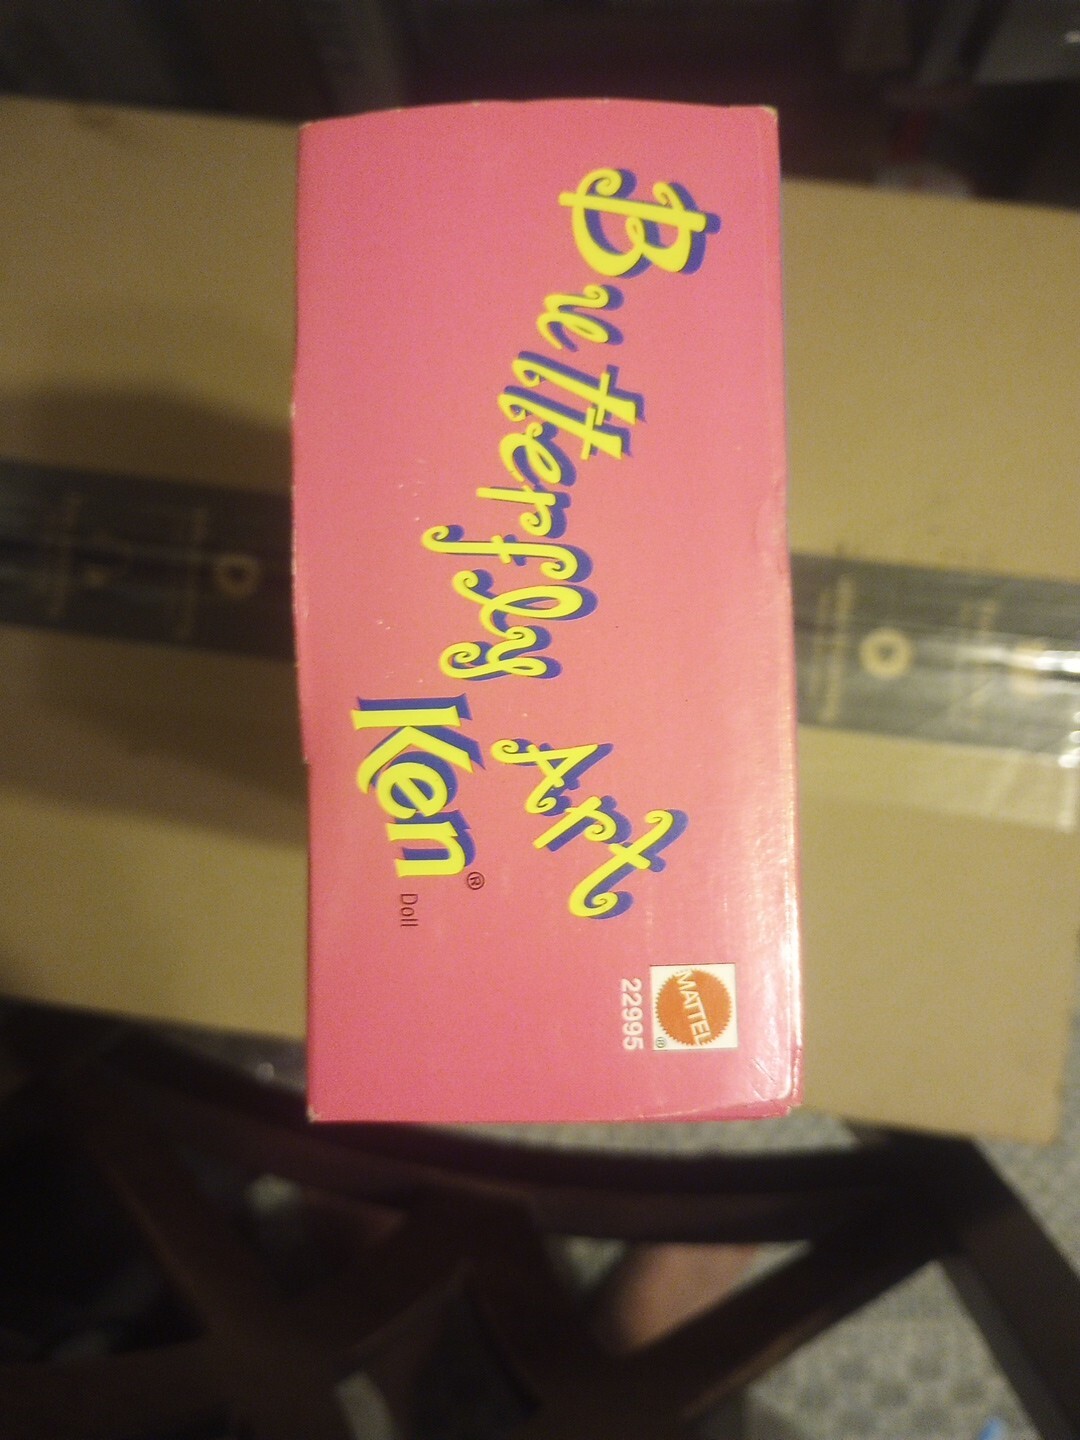 Butterfly Art
Ken® Doll
MATTEL®
22995